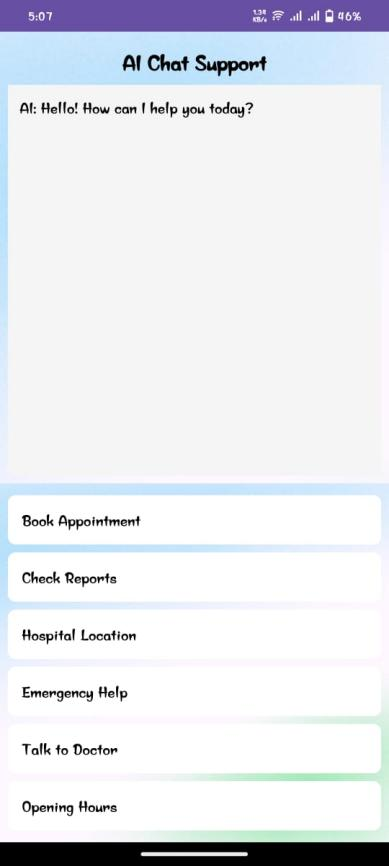 5:07 46%
AI Chat Support
AI: Hello! How can I help you today?
Book Appointment
Check Reports
Hospital Location
Emergency Help
Talk to Doctor
Opening Hours